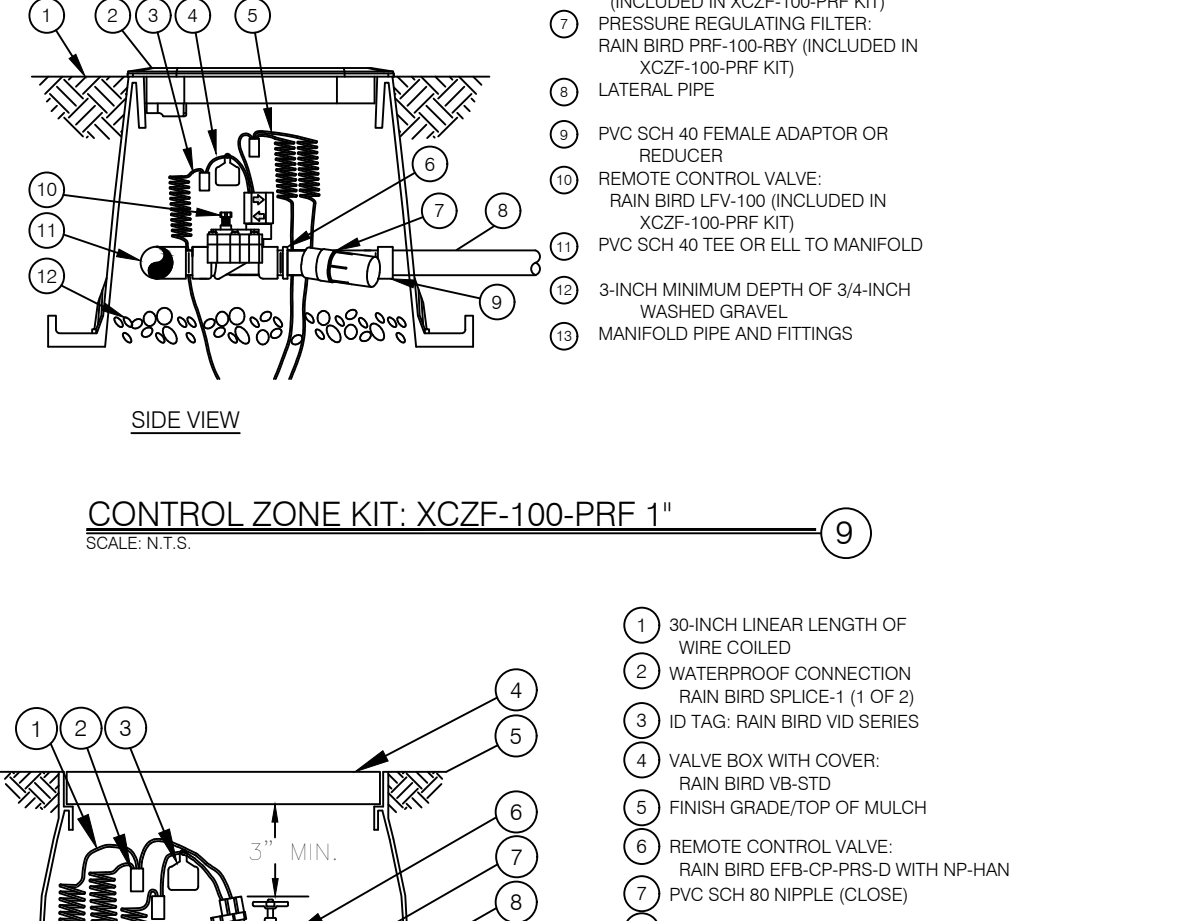 1 2 3 4 5
(INCLUDED IN XCZF-100-PRF KIT)
7 PRESSURE REGULATING FILTER:
RAIN BIRD PRF-100-RBY (INCLUDED IN
XCZF-100-PRF KIT)
8 LATERAL PIPE
9 PVC SCH 40 FEMALE ADAPTOR OR
REDUCER
10 REMOTE CONTROL VALVE:
RAIN BIRD LFV-100 (INCLUDED IN
XCZF-100-PRF KIT)
11 PVC SCH 40 TEE OR ELL TO MANIFOLD
12 3-INCH MINIMUM DEPTH OF 3/4-INCH
WASHED GRAVEL
13 MANIFOLD PIPE AND FITTINGS
6
10
7
8
11
12
9
SIDE VIEW
CONTROL ZONE KIT: XCZF-100-PRF 1"
9
SCALE: N.T.S.
1 30-INCH LINEAR LENGTH OF
WIRE COILED
2 WATERPROOF CONNECTION
RAIN BIRD SPLICE-1 (1 OF 2)
3 ID TAG: RAIN BIRD VID SERIES
4 VALVE BOX WITH COVER:
RAIN BIRD VB-STD
5 FINISH GRADE/TOP OF MULCH
6 REMOTE CONTROL VALVE:
RAIN BIRD EFB-CP-PRS-D WITH NP-HAN
7 PVC SCH 80 NIPPLE (CLOSE)
4
1 2 3
5
6
3” MIN.
7
8